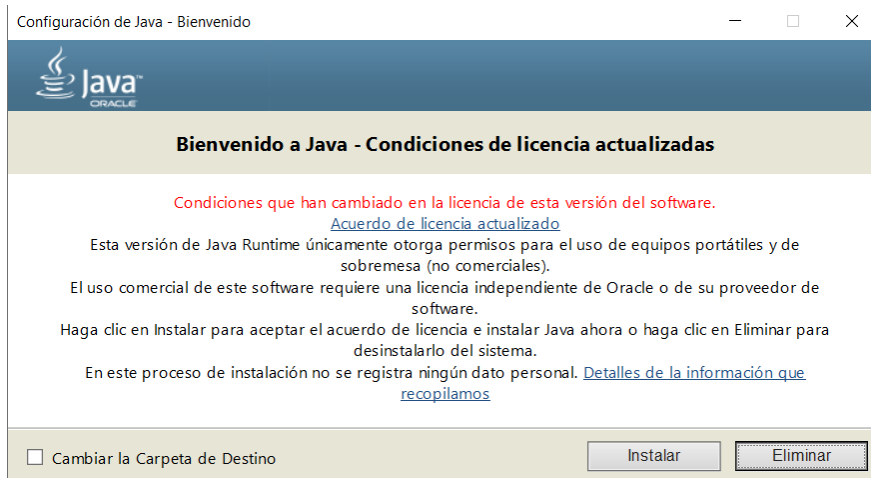 Configuración de Java - Bienvenido
Java
ORACLE
Bienvenido a Java - Condiciones de licencia actualizadas
Condiciones que han cambiado en la licencia de esta versión del software.
Acuerdo de licencia actualizado
Esta versión de Java Runtime únicamente otorga permisos para el uso de equipos portátiles y de
sobremesa (no comerciales).
El uso comercial de este software requiere una licencia independiente de Oracle o de su proveedor de
software.
Haga clic en Instalar para aceptar el acuerdo de licencia e instalar Java ahora o haga clic en Eliminar para
desinstalarlo del sistema.
En este proceso de instalación no se registra ningún dato personal. Detalles de la información que
recopilamos
Cambiar la Carpeta de Destino
Instalar
Eliminar